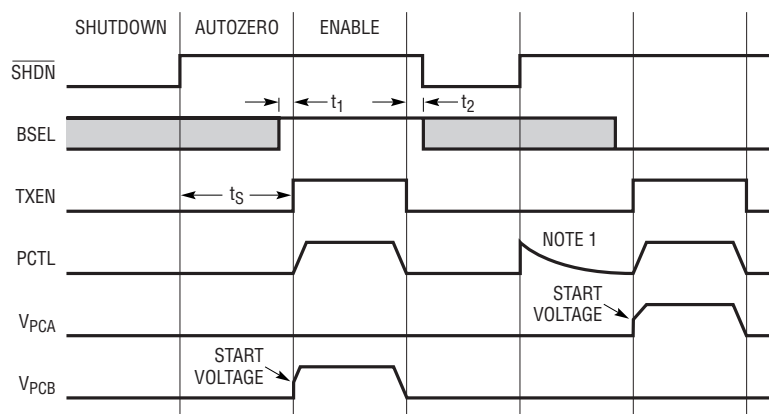 SHUTDOWN AUTOZERO ENABLE
SHDN
t1 t2
BSEL
TXEN
tS
PCTL
NOTE 1
START
VOLTAGE
VPCA
START
VOLTAGE
VPCB